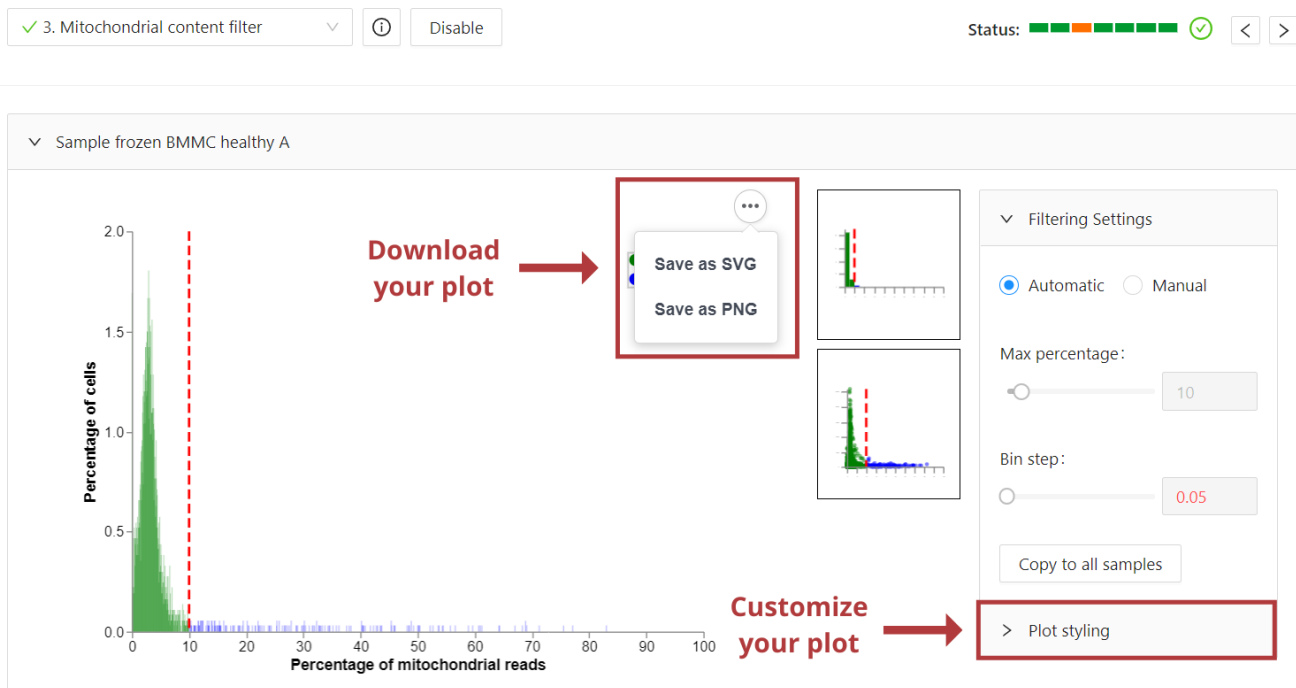 3. Mitochondrial content filter
Disable
Status:
Sample frozen BMMC healthy A
Download
your plot
Save as SVG
Save as PNG
2.0
1.5
1.0
0.5
0.0
Percentage of cells
0 10 20 30 40 50 60 70 80 90 100
Percentage of mitochondrial reads
Filtering Settings
Automatic Manual
Max percentage:
10
Bin step:
0.05
Copy to all samples
Customize
your plot
Plot styling